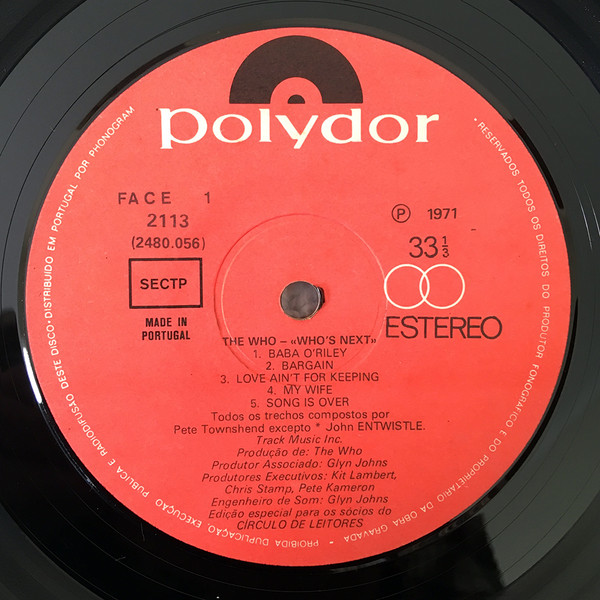 polydor
FACE 1
2113
(2480.056)
SECTP
MADE IN
PORTUGAL
℗ 1971
33⅓
ESTEREO
THE WHO – «WHO'S NEXT»
1. BABA O'RILEY
2. BARGAIN
3. LOVE AIN'T FOR KEEPING
4. MY WIFE
5. SONG IS OVER
Todos os trechos compostos por
Pete Townshend excepto * John ENTWISTLE.
Track Music Inc.
Produção de: The Who
Produtor Associado: Glyn Johns
Produtores Executivos: Kit Lambert,
Chris Stamp, Pete Kameron
Engenheiro de Som: Glyn Johns
Edição especial para os sócios do
CÍRCULO DE LEITORES
• RESERVADOS TODOS OS DIREITOS DO PRODUTOR FONOGRÁFICO E DO PROPRIETÁRIO DA OBRA GRAVADA • PROIBIDA DUPLICAÇÃO EXECUÇÃO PÚBLICA E RADIODIFUSÃO DESTE DISCO • DISTRIBUÍDO EM PORTUGAL POR PHONOGRAM